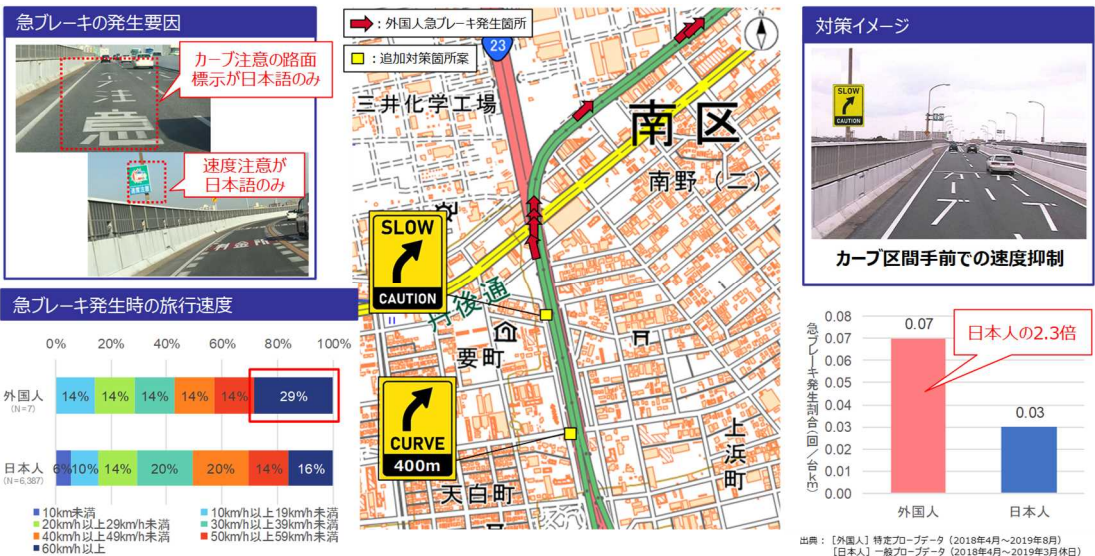 急ブレーキの発生要因
カーブ注意の路面
標示が日本語のみ
注
意
速度注意が
日本語のみ
速度注意
急ブレーキ発生時の旅行速度
0%
20%
40%
60%
80%
100%
外国人
(N=7)
14%
14%
14%
14%
14%
29%
日本人
(N=6,387)
6%
10%
14%
20%
20%
14%
16%
10km未満
10km/h以上19km/h未満
20km/h以上29km/h未満
30km/h以上39km/h未満
40km/h以上49km/h未満
50km/h以上59km/h未満
60km/h以上
:外国人急ブレーキ発生箇所
:追加対策箇所案
N
23
三井化学工場
南区
南野(二)
丹後通
要町
天白町
上浜町
SLOW
CAUTION
CURVE
400m
対策イメージ
SLOW
CAUTION
カーブ
カーブ区間手前での速度抑制
急ブレーキ発生割合(回/台km)
0.08
0.07
0.06
0.05
0.04
0.03
0.02
0.01
0.00
0.07
0.03
日本人の2.3倍
外国人
日本人
出典:[外国人]特定プローブデータ(2018年4月~2019年8月)
[日本人]一般プローブデータ(2018年4月~2019年3月休日)